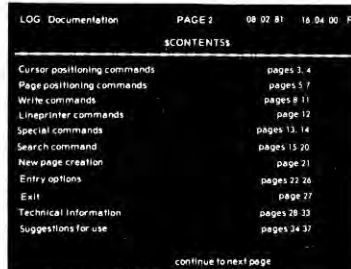 LOG Documentation PAGE 2 08 02 81 16 04 00 F
$CONTENTS$
Cursor positioning commands pages 3, 4
Page positioning commands pages 5 7
Write commands pages 8 11
Lineprinter commands page 12
Special commands pages 13, 14
Search command pages 15 20
New page creation page 21
Entry options pages 22 26
Exit page 27
Technical Information pages 28 33
Suggestions for use pages 34 37
continue to next page